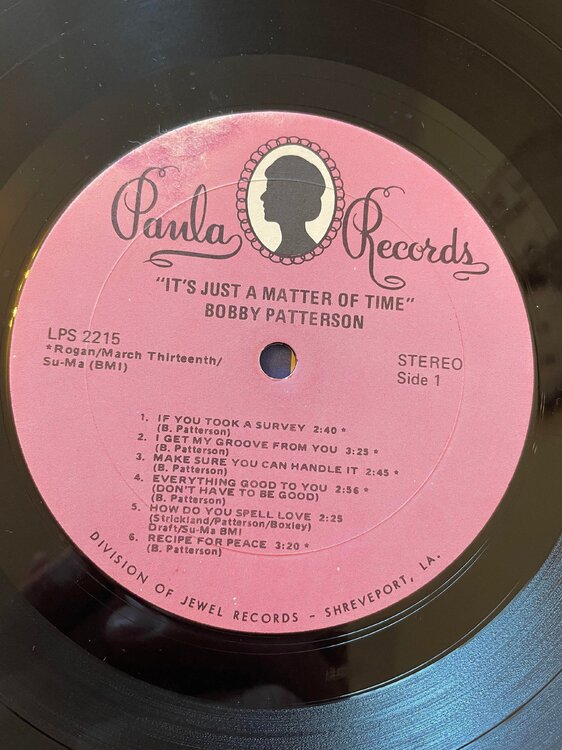 Paula Records
"IT'S JUST A MATTER OF TIME"
BOBBY PATTERSON
LPS 2215
*Rogan/March Thirteenth/
Su-Ma (BMI)
STEREO
Side 1
1. IF YOU TOOK A SURVEY 2:40 *
(B. Patterson)
2. I GET MY GROOVE FROM YOU 3:25 *
(B. Patterson)
3. MAKE SURE YOU CAN HANDLE IT 2:45 *
(B. Patterson)
4. EVERYTHING GOOD TO YOU 2:56 *
(DON'T HAVE TO BE GOOD)
(B. Patterson)
5. HOW DO YOU SPELL LOVE 2:25
(Strickland/Patterson/Boxley)
Draft/Su-Ma BMI
6. RECIPE FOR PEACE 3:20 *
(B. Patterson)
DIVISION OF JEWEL RECORDS - SHREVEPORT, LA.